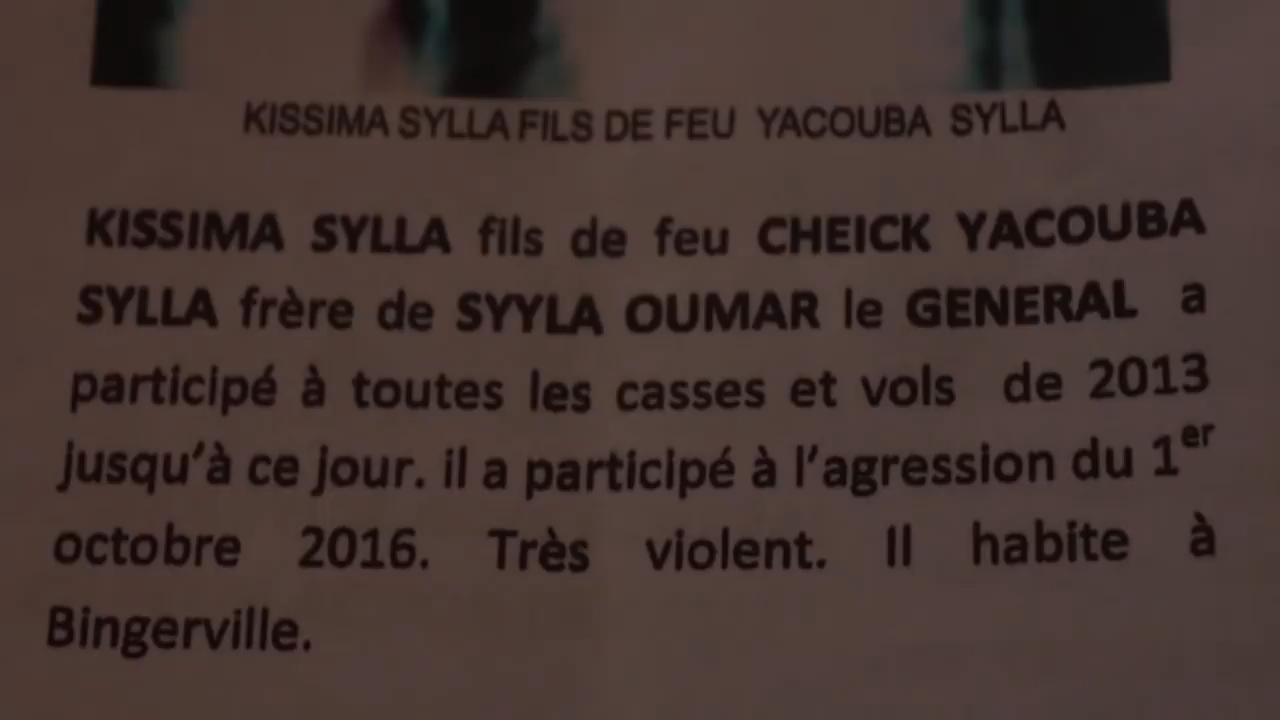 KISSIMA SYLLA FILS DE FEU YACOUBA SYLLA
KISSIMA SYLLA fils de feu CHEICK YACOUBA
SYLLA frère de SYYLA OUMAR le GENERAL a
participé à toutes les casses et vols de 2013
jusqu'à ce jour. il a participé à l'agression du 1er
octobre 2016. Très violent. Il habite à
Bingerville.